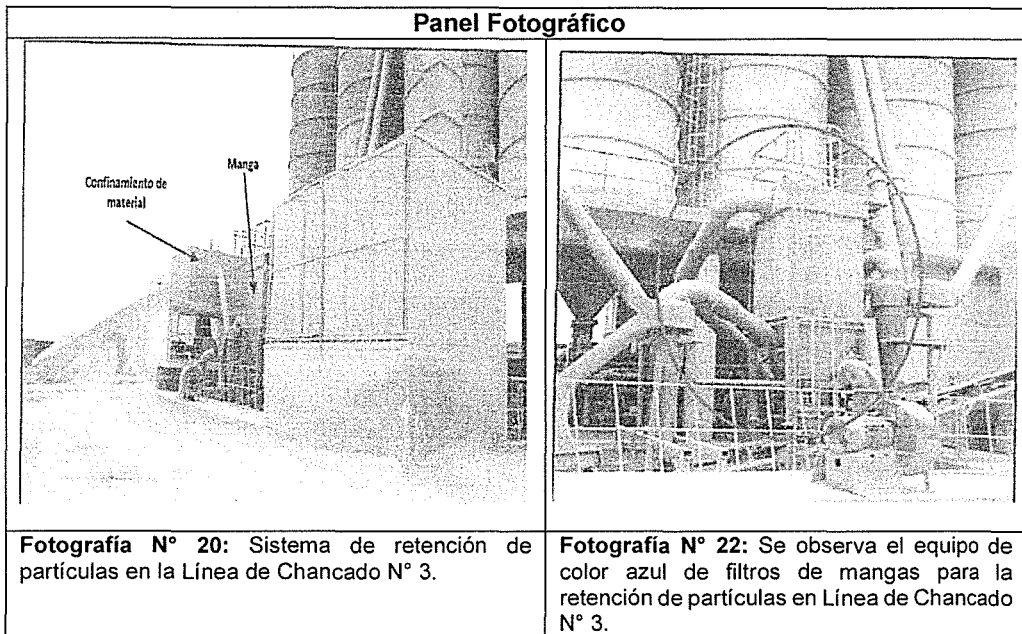 Panel Fotográfico
Confinamiento de
material
Manga
Fotografía N° 20: Sistema de retención de
partículas en la Línea de Chancado N° 3.
Fotografía N° 22: Se observa el equipo de
color azul de filtros de mangas para la
retención de partículas en Línea de Chancado
N° 3.